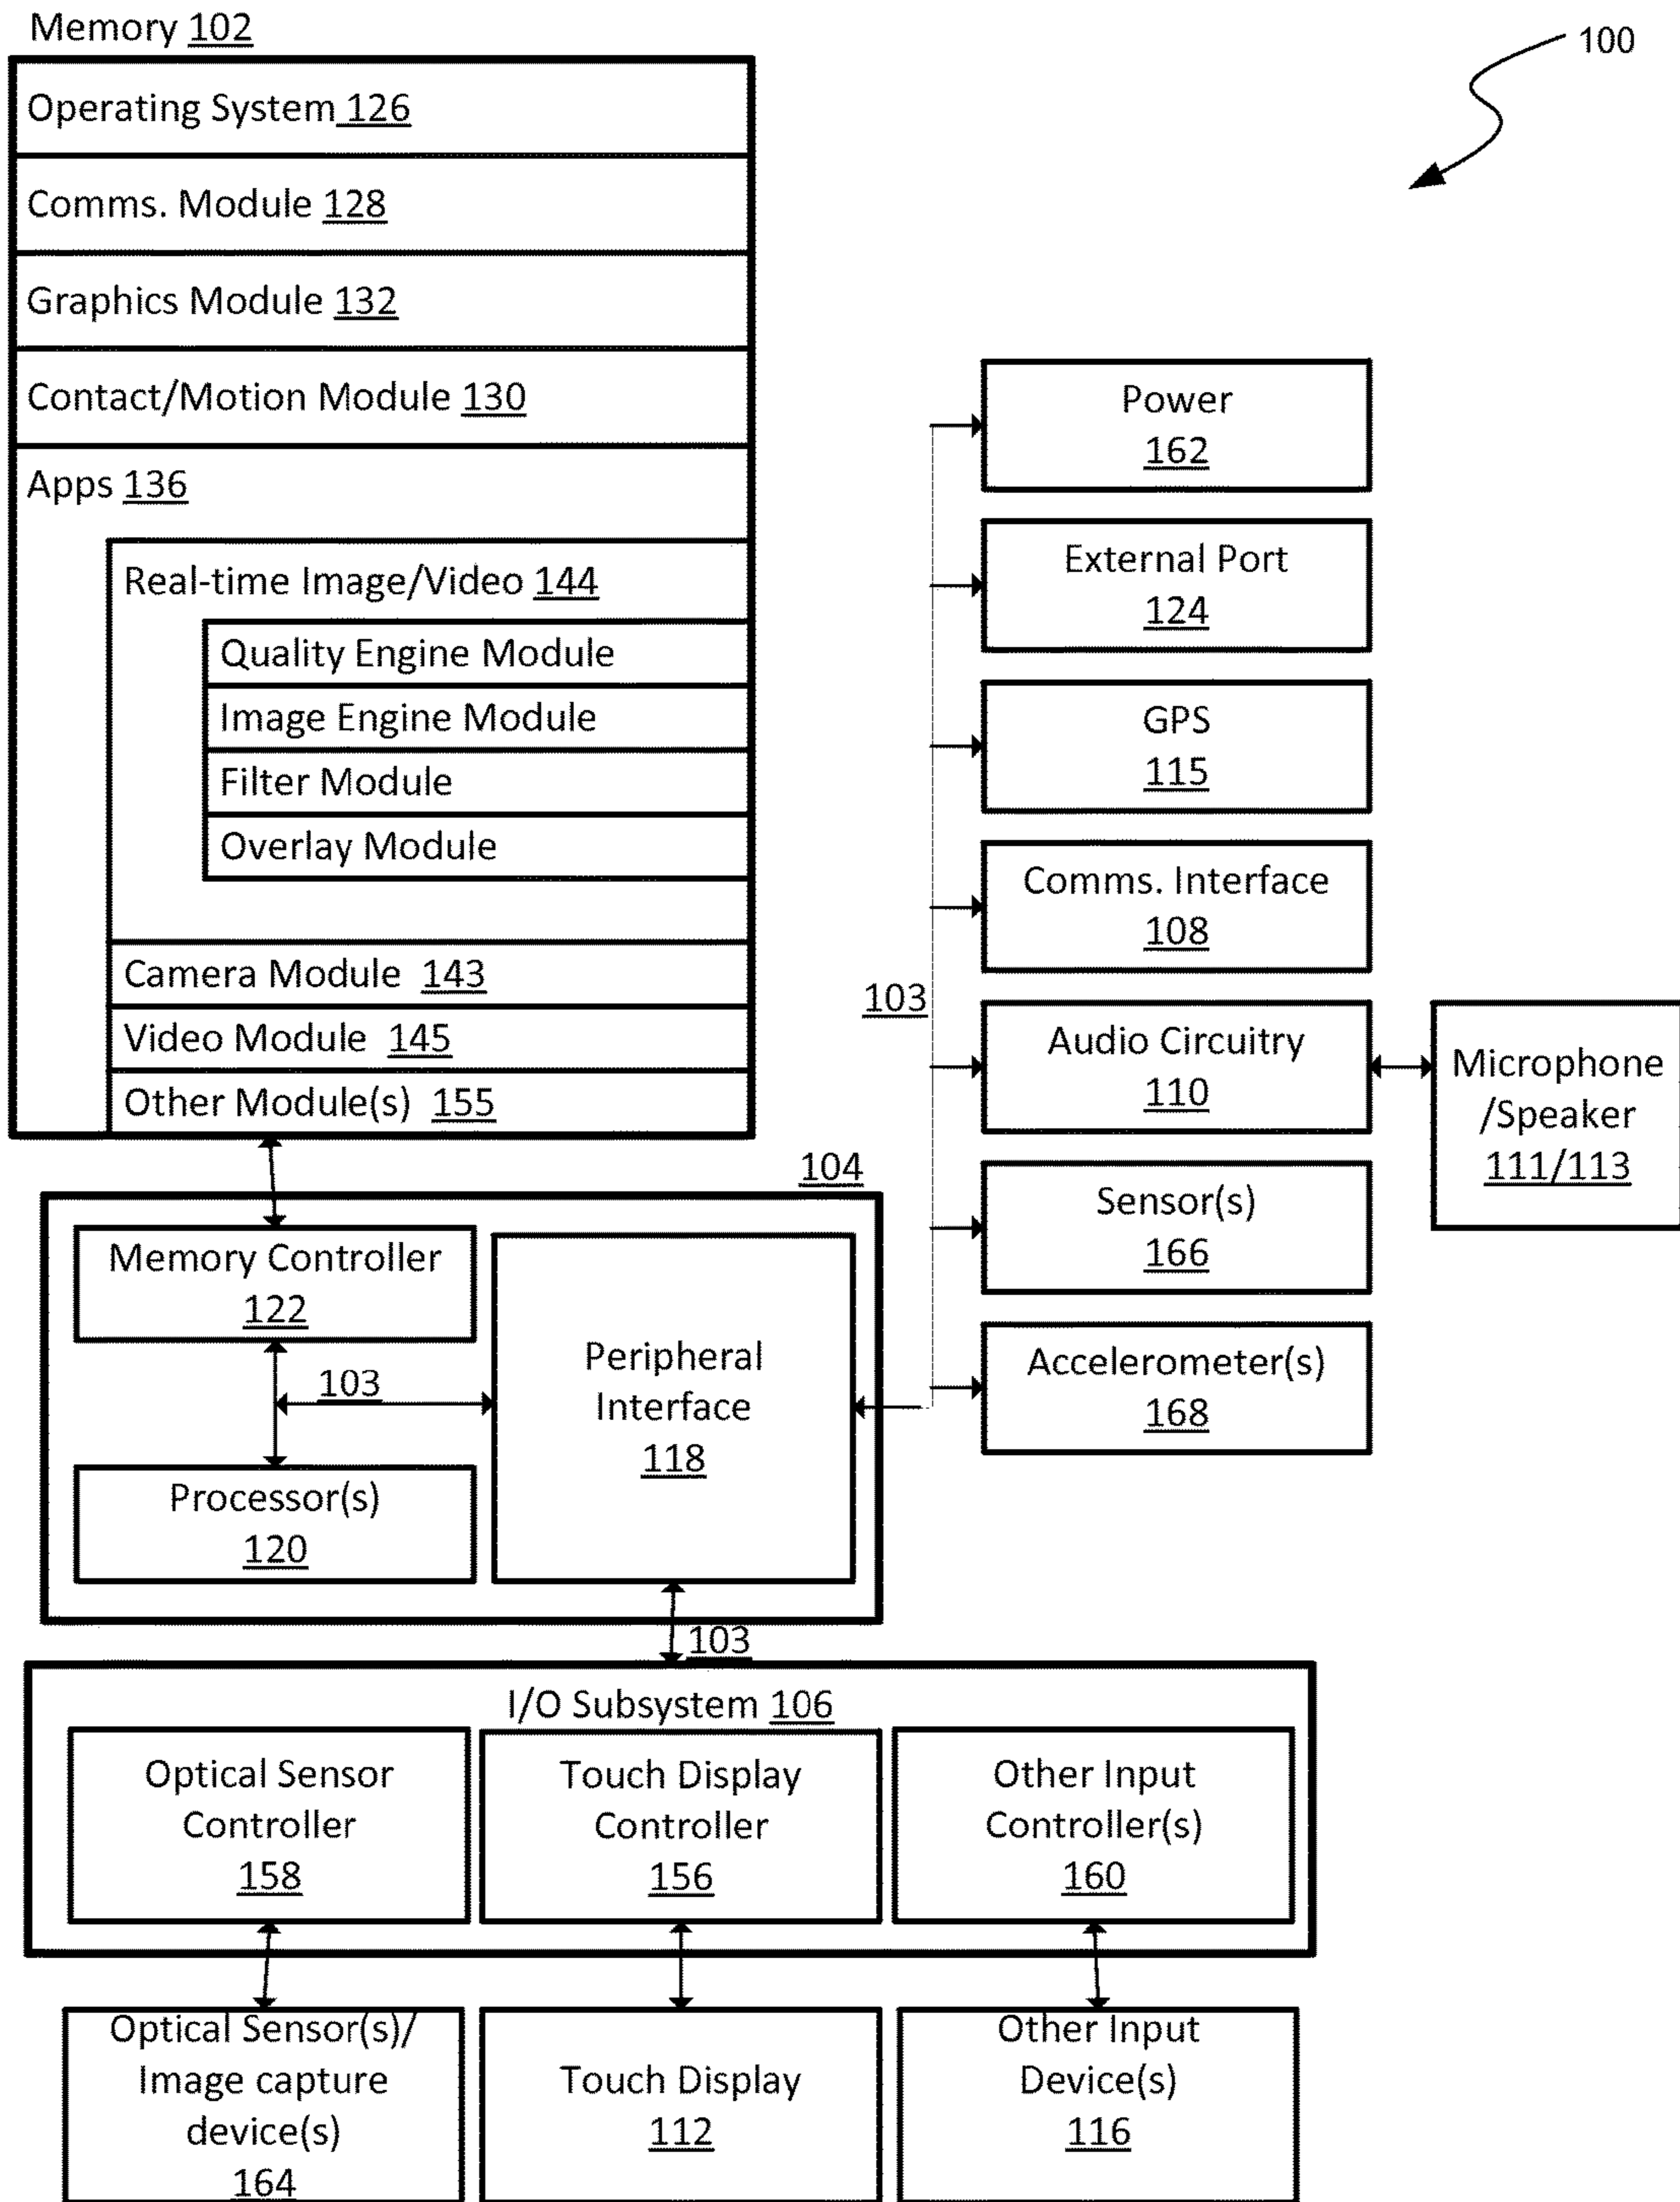 Memory 102
100
Operating System 126
Comms. Module 128
Graphics Module 132
Contact/Motion Module 130
Apps 136
Real-time Image/Video 144
Quality Engine Module
Image Engine Module
Filter Module
Overlay Module
Camera Module 143
Video Module 145
Other Module(s) 155
Power
162
External Port
124
GPS
115
Comms. Interface
108
103
Audio Circuitry
110
Microphone
/Speaker
111/113
Sensor(s)
166
Accelerometer(s)
168
104
Memory Controller
122
103
Processor(s)
120
Peripheral
Interface
118
103
I/O Subsystem 106
Optical Sensor
Controller
158
Touch Display
Controller
156
Other Input
Controller(s)
160
Optical Sensor(s)/
Image capture
device(s)
164
Touch Display
112
Other Input
Device(s)
116